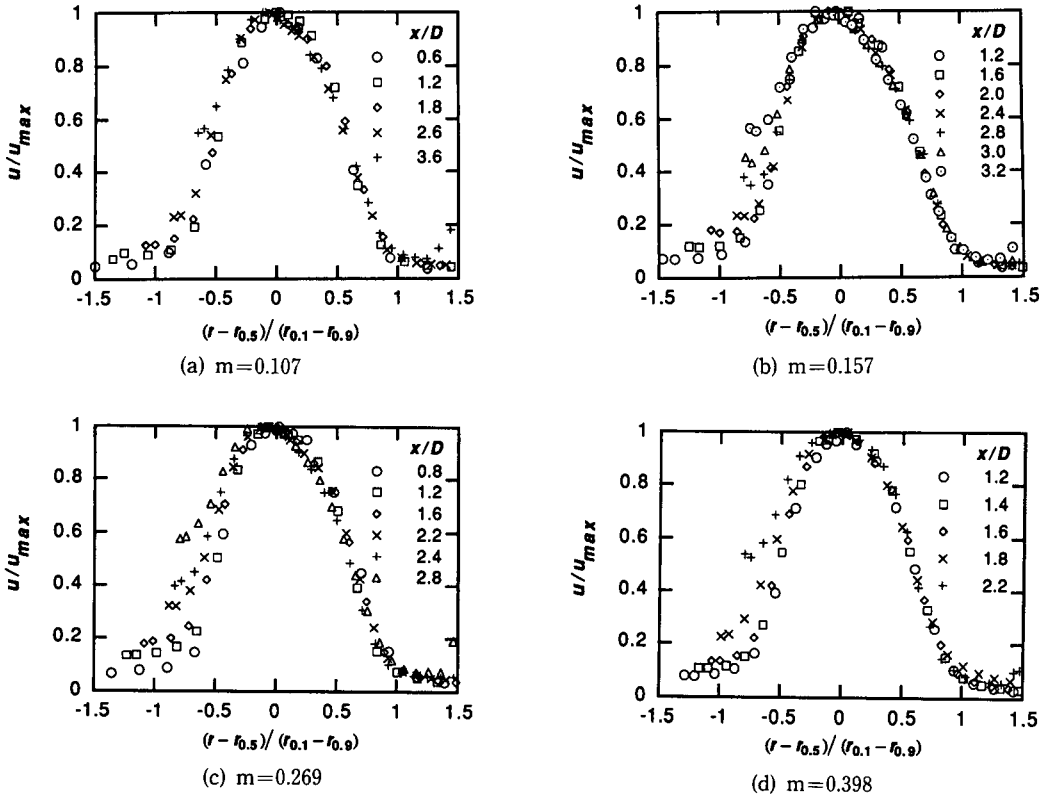 x/D
0.6
1.2
1.8
2.6
3.6
u/u_max
1
0.8
0.6
0.4
0.2
0
-1.5 -1 -0.5 0 0.5 1 1.5
(r − r_0.5) / (r_0.1 − r_0.9)
(a) m=0.107
x/D
1.2
1.6
2.0
2.4
2.8
3.0
3.2
u/u_max
1
0.8
0.6
0.4
0.2
0
-1.5 -1 -0.5 0 0.5 1 1.5
(r − r_0.5) / (r_0.1 − r_0.9)
(b) m=0.157
x/D
0.8
1.2
1.6
2.2
2.4
2.8
u/u_max
1
0.8
0.6
0.4
0.2
0
-1.5 -1 -0.5 0 0.5 1 1.5
(r − r_0.5) / (r_0.1 − r_0.9)
(c) m=0.269
x/D
1.2
1.4
1.6
1.8
2.2
u/u_max
1
0.8
0.6
0.4
0.2
0
-1.5 -1 -0.5 0 0.5 1 1.5
(r − r_0.5) / (r_0.1 − r_0.9)
(d) m=0.398